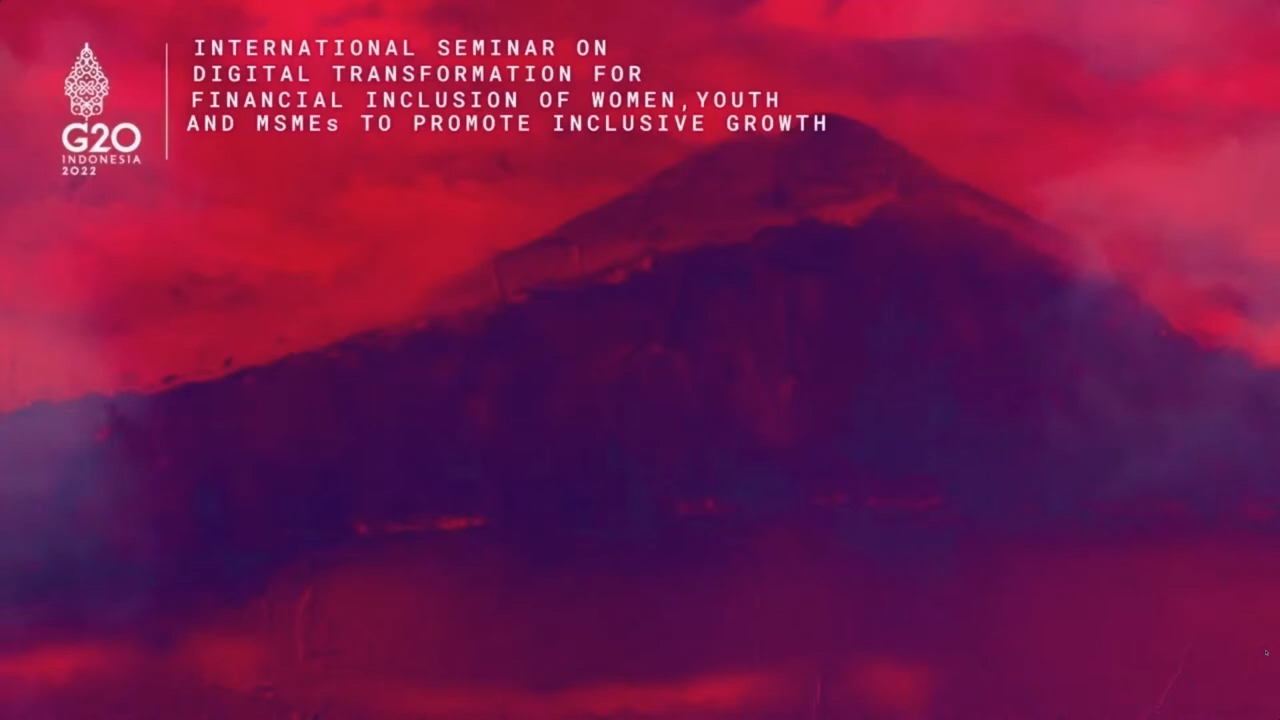 INTERNATIONAL SEMINAR ON
DIGITAL TRANSFORMATION FOR
FINANCIAL INCLUSION OF WOMEN,YOUTH
AND MSMEs TO PROMOTE INCLUSIVE GROWTH
G20
INDONESIA
2022